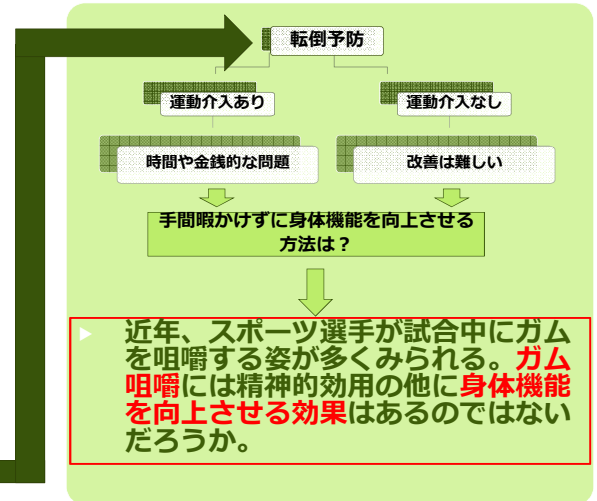 転倒予防
運動介入あり
運動介入なし
時間や金銭的な問題
改善は難しい
手間暇かけずに身体機能を向上させる
方法は？
近年、スポーツ選手が試合中にガム
を咀嚼する姿が多くみられる。ガム
咀嚼には精神的効用の他に身体機能
を向上させる効果はあるのではない
だろうか。